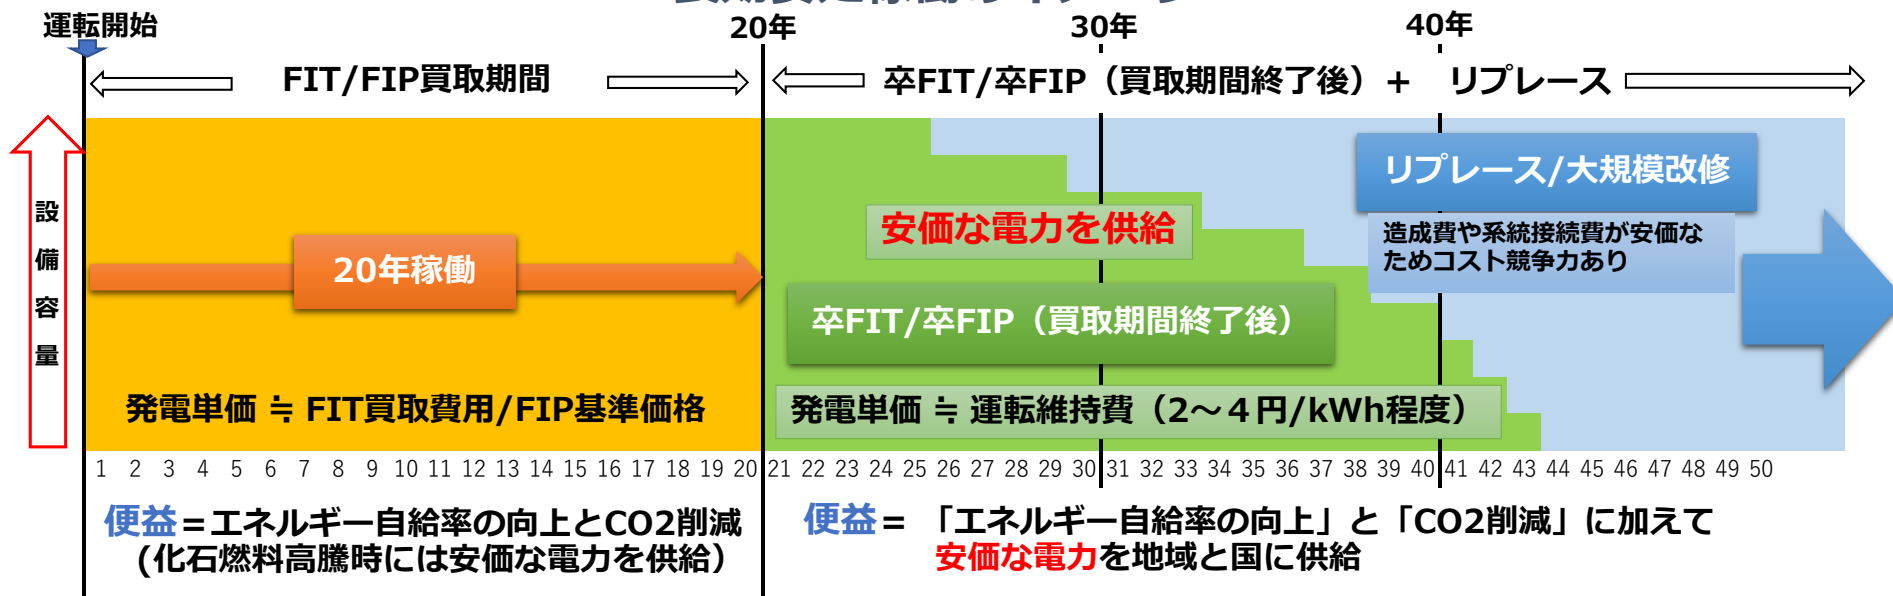 運転開始
20年
30年
40年
FIT/FIP買取期間
卒FIT/卒FIP（買取期間終了後）+ リプレース
設備容量
リプレース/大規模改修
安価な電力を供給
造成費や系統接続費が安価な
ためコスト競争力あり
20年稼働
卒FIT/卒FIP（買取期間終了後）
発電単価 ≒ FIT買取費用/FIP基準価格
発電単価 ≒ 運転維持費（2～４円/kWh程度）
1 2 3 4 5 6 7 8 9 10 11 12 13 14 15 16 17 18 19 20 21 22 23 24 25 26 27 28 29 30 31 32 33 34 35 36 37 38 39 40 41 42 43 44 45 46 47 48 49 50
便益＝エネルギー自給率の向上とCO2削減
(化石燃料高騰時には安価な電力を供給）
便益＝ 「エネルギー自給率の向上」と「CO2削減」に加えて
安価な電力を地域と国に供給